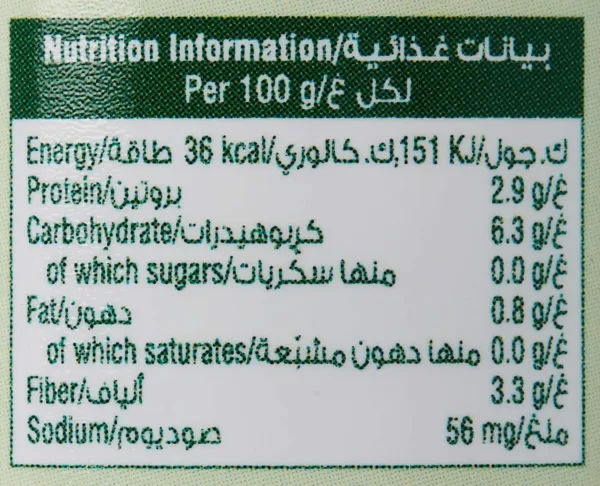 Nutrition Information/بيانات غذائية
Per 100 g/لكل غ
Energy/طاقة 36 kcal/ك.كالوري,151 KJ/ك.جول
Protein/بروتين 2.9 g/غ
Carbohydrate/كربوهيدرات 6.3 g/غ
of which sugars/منها سكريات 0.0 g/غ
Fat/دهون 0.8 g/غ
of which saturates/منها دهون مشبّعة 0.0 g/غ
Fiber/ألياف 3.3 g/غ
Sodium/صوديوم 56 mg/ملغ